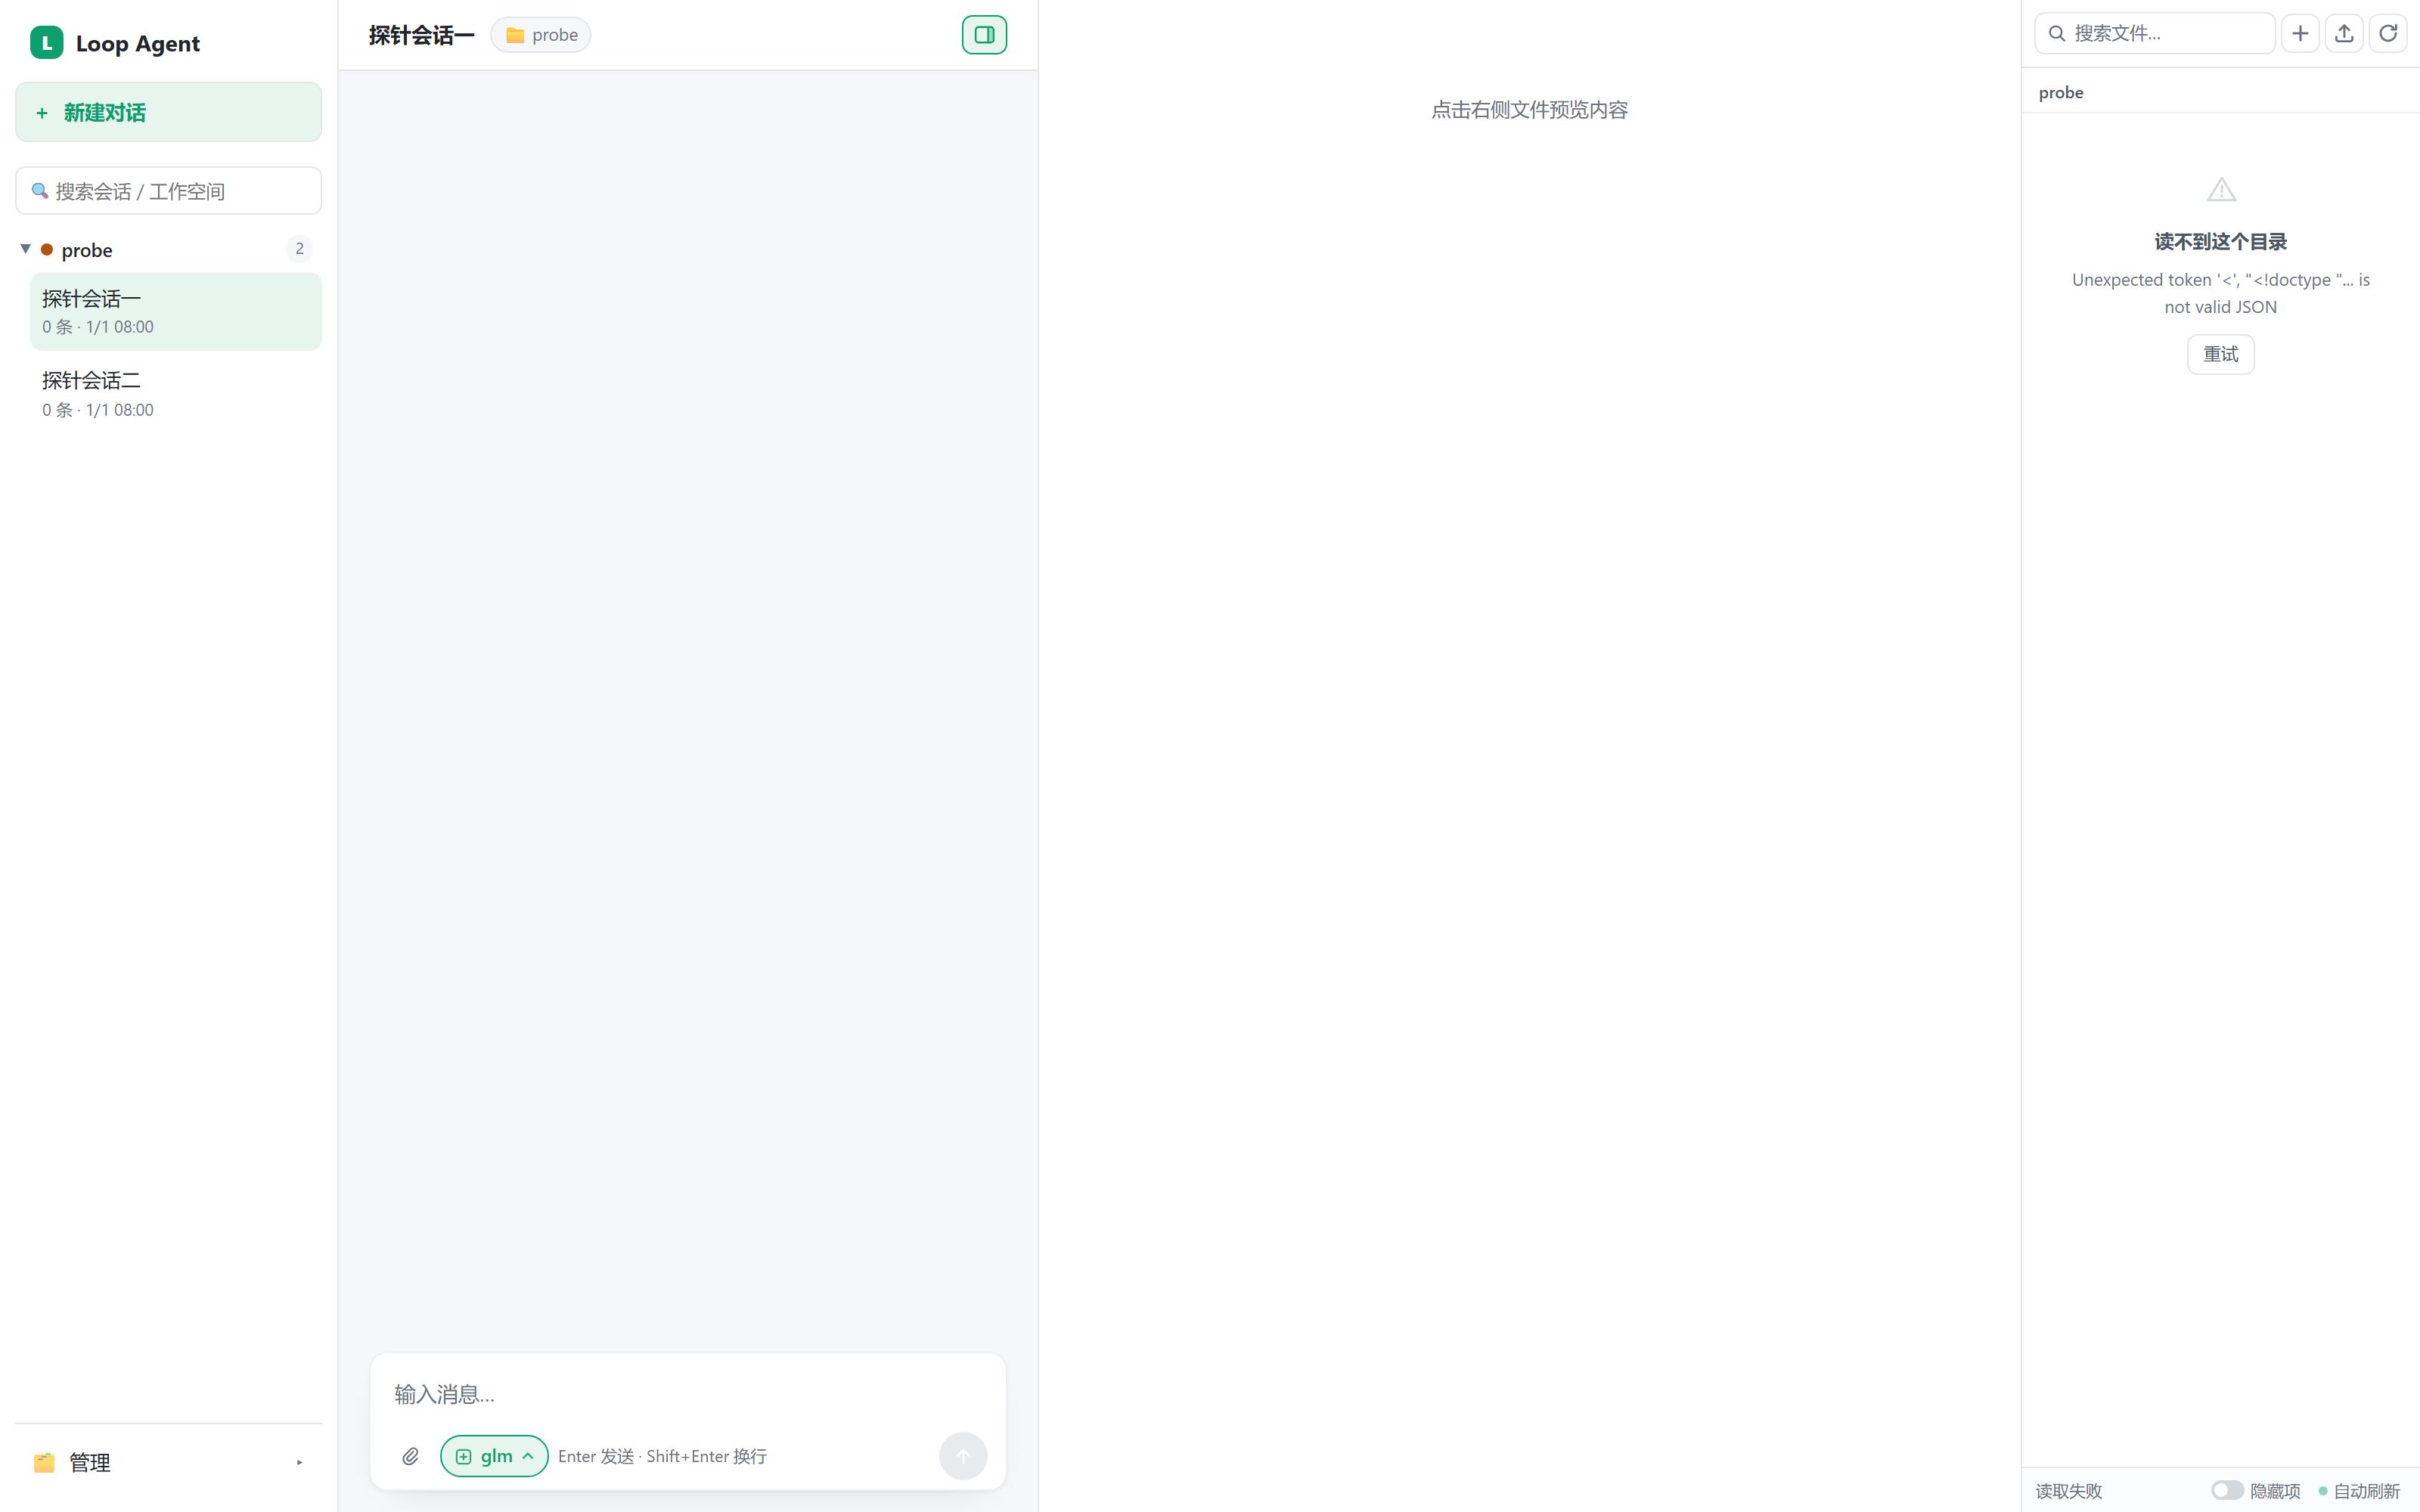 L Loop Agent
+ 新建对话
搜索会话 / 工作空间
probe 2
探针会话一
0 条 · 1/1 08:00
探针会话二
0 条 · 1/1 08:00
管理
探针会话一 probe
输入消息...
glm Enter 发送 · Shift+Enter 换行
点击右侧文件预览内容
搜索文件...
probe
读不到这个目录
Unexpected token '<', "<!doctype "... is
not valid JSON
重试
读取失败 隐藏项 自动刷新